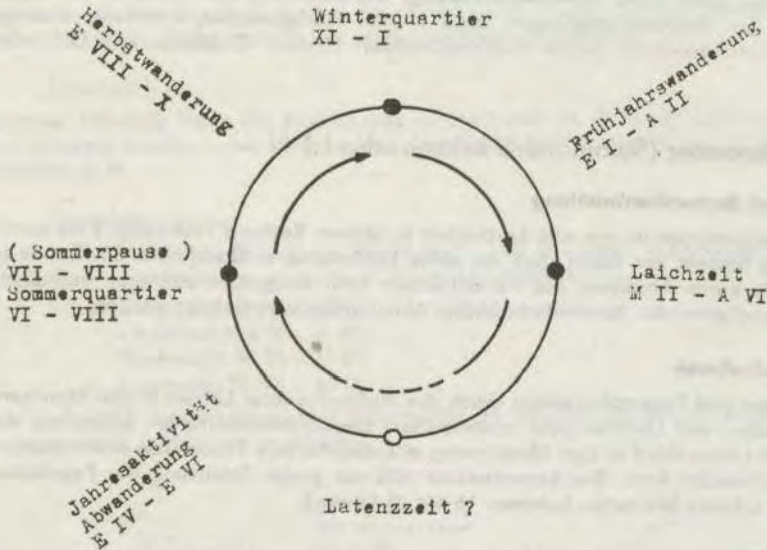 Winterquartier
XI - I
Herbstwanderung
E VIII - X
Frühjahrswanderung
E I - A II
( Sommerpause )
VII - VIII
Sommerquartier
VI - VIII
Laichzeit
M II - A VI
Jahresaktivität
Abwanderung
E IV - E VI
Latenzzeit ?